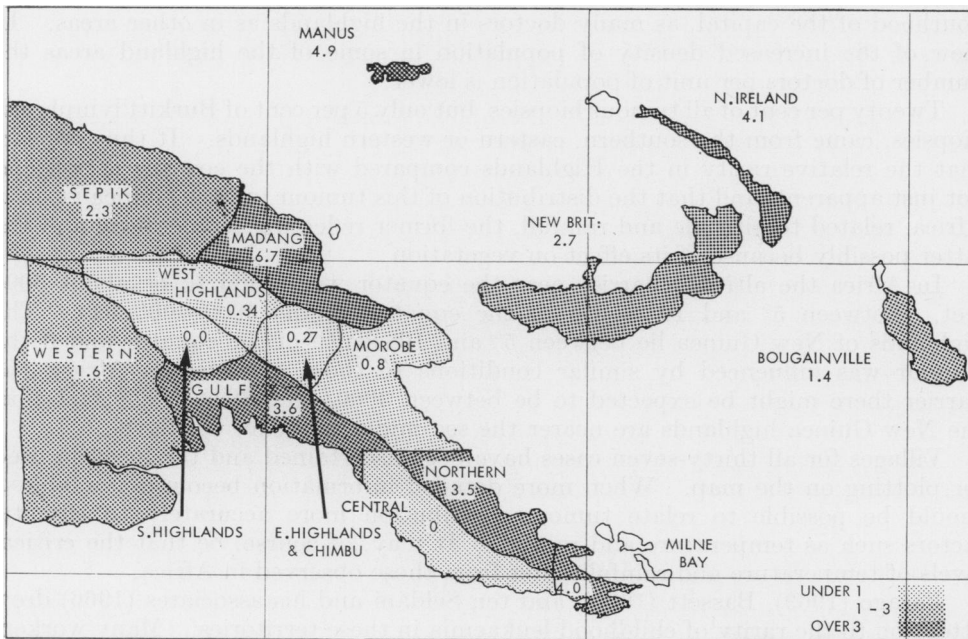 MANUS
4.9
N. IRELAND
4.1
SEPIK
2.3
NEW BRIT:
2.7
MADANG
6.7
WEST
HIGHLANDS
0.34
0.0
0.27
MOROBE
0.8
WESTERN
1.6
BOUGAINVILLE
1.4
GULF
3.6
NORTHERN
3.5
CENTRAL
0
S. HIGHLANDS
E. HIGHLANDS
& CHIMBU
MILNE
BAY
4.0
UNDER 1
1 - 3
OVER 3